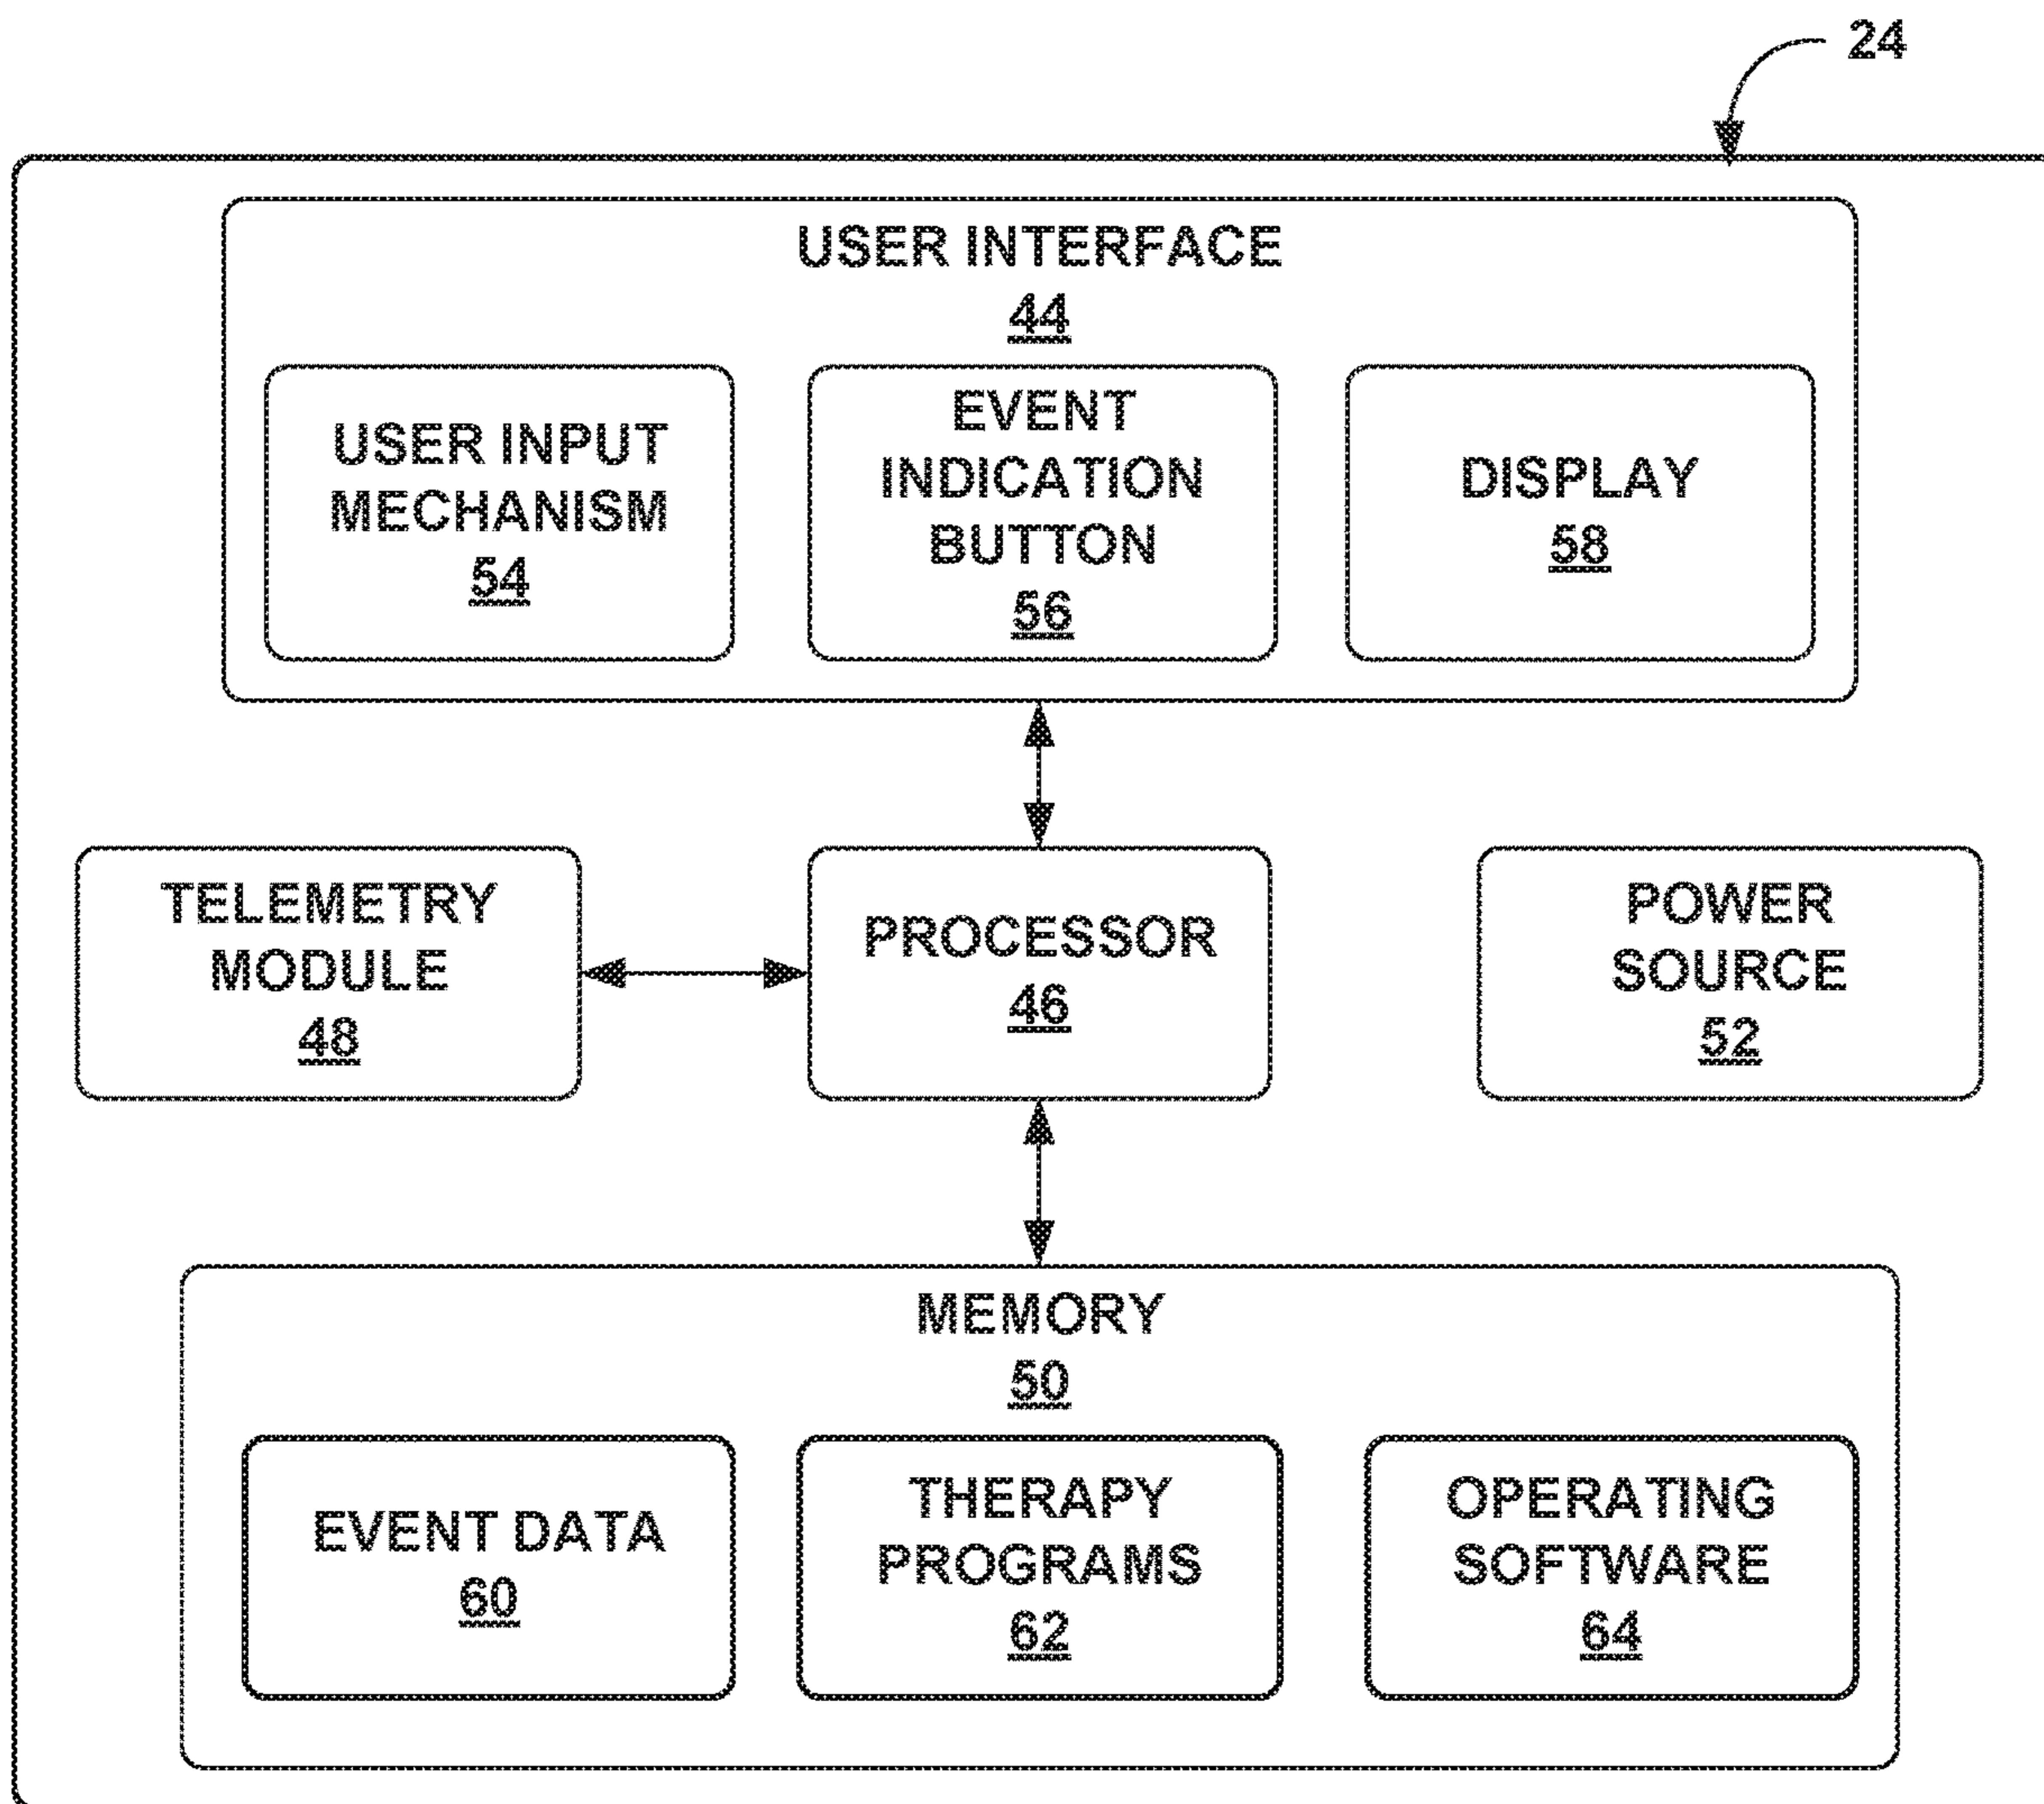 24
USER INTERFACE
44
USER INPUT
MECHANISM
54
EVENT
INDICATION
BUTTON
56
DISPLAY
58
TELEMETRY
MODULE
48
PROCESSOR
46
POWER
SOURCE
52
MEMORY
50
EVENT DATA
60
THERAPY
PROGRAMS
62
OPERATING
SOFTWARE
64